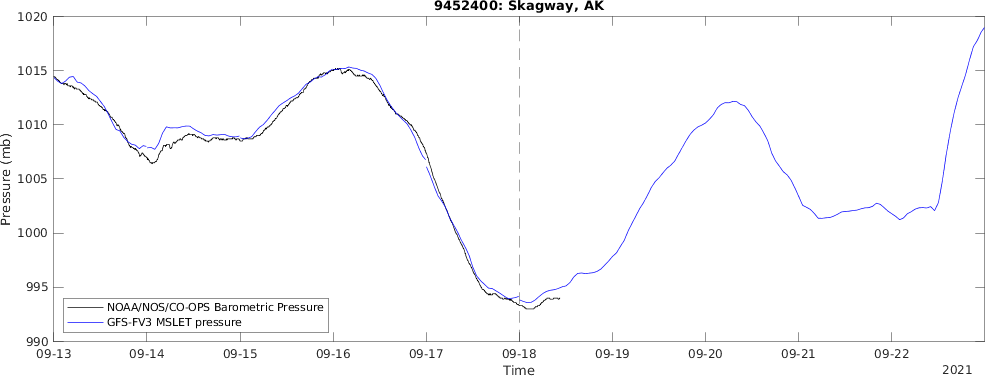 9452400: Skagway, AK
1020
1015
1010
1005
1000
995
990
Pressure (mb)
NOAA/NOS/CO-OPS Barometric Pressure
GFS-FV3 MSLET pressure
09-13 09-14 09-15 09-16 09-17 09-18 09-19 09-20 09-21 09-22
Time
2021